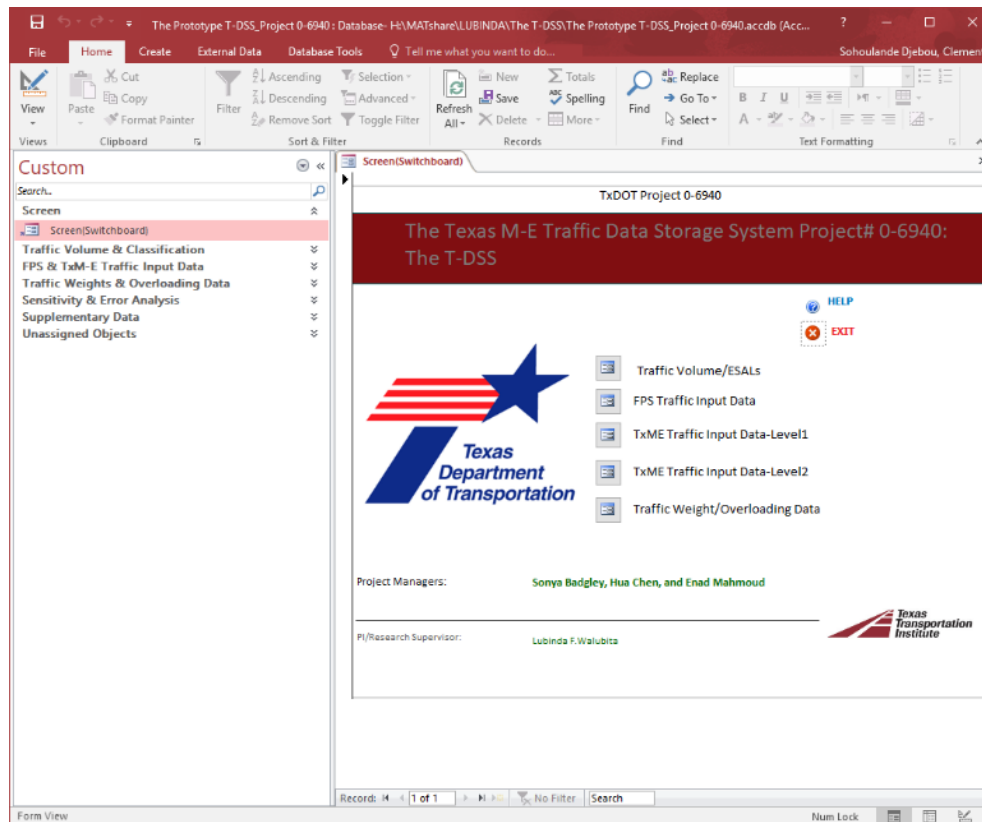 The Prototype T-DSS_Project 0-6940 : Database- H:\MATshare\LUBINDA\The T-DSS\The Prototype T-DSS_Project 0-6940.accdb (Acc... ?
File Home Create External Data Database Tools Tell me what you want to do... Sohoulande Djebou, Clement
View
Paste
Cut
Copy
Format Painter
Filter
Ascending
Descending
Remove Sort
Selection
Advanced
Toggle Filter
Refresh
All
New
Save
Delete
Totals
Spelling
More
Find
Replace
Go To
Select
B I U
A
Views Clipboard Sort & Filter Records Find Text Formatting
Custom
Search..
Screen
Screen(Switchboard)
Traffic Volume & Classification
FPS & TxM-E Traffic Input Data
Traffic Weights & Overloading Data
Sensitivity & Error Analysis
Supplementary Data
Unassigned Objects
Screen(Switchboard)
TxDOT Project 0-6940
The Texas M-E Traffic Data Storage System Project# 0-6940:
The T-DSS
HELP
EXIT
Texas
Department
of Transportation
Traffic Volume/ESALs
FPS Traffic Input Data
TxME Traffic Input Data-Level1
TxME Traffic Input Data-Level2
Traffic Weight/Overloading Data
Project Managers: Sonya Badgley, Hua Chen, and Enad Mahmoud
Texas
Transportation
Institute
PI/Research Supervisor: Lubinda F.Walubita
Record: 1 of 1 No Filter Search
Form View Num Lock